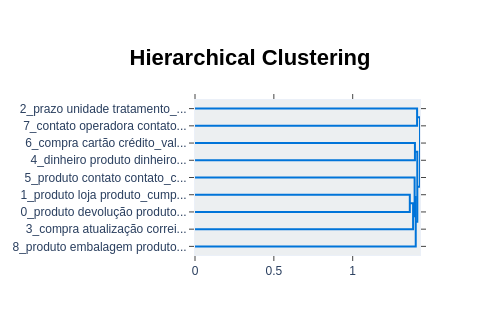 Hierarchical Clustering
2_prazo unidade tratamento_...
7_contato operadora contato...
6_compra cartão crédito_val...
4_dinheiro produto dinheiro...
5_produto contato contato_c...
1_produto loja produto_cump...
0_produto devolução produto...
3_compra atualização correi...
8_produto embalagem produto...
0 0.5 1